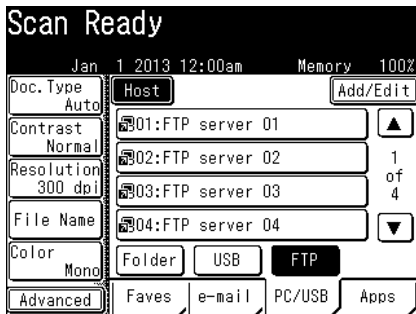 Scan Ready
Jan 1 2013 12:00am Memory 100%
Doc.Type
Auto
Contrast
Normal
Resolution
300 dpi
File Name
Color
Mono
Advanced
Host
Add/Edit
01:FTP server 01
02:FTP server 02
03:FTP server 03
04:FTP server 04
1
of
4
Folder USB FTP
Faves e-mail PC/USB Apps